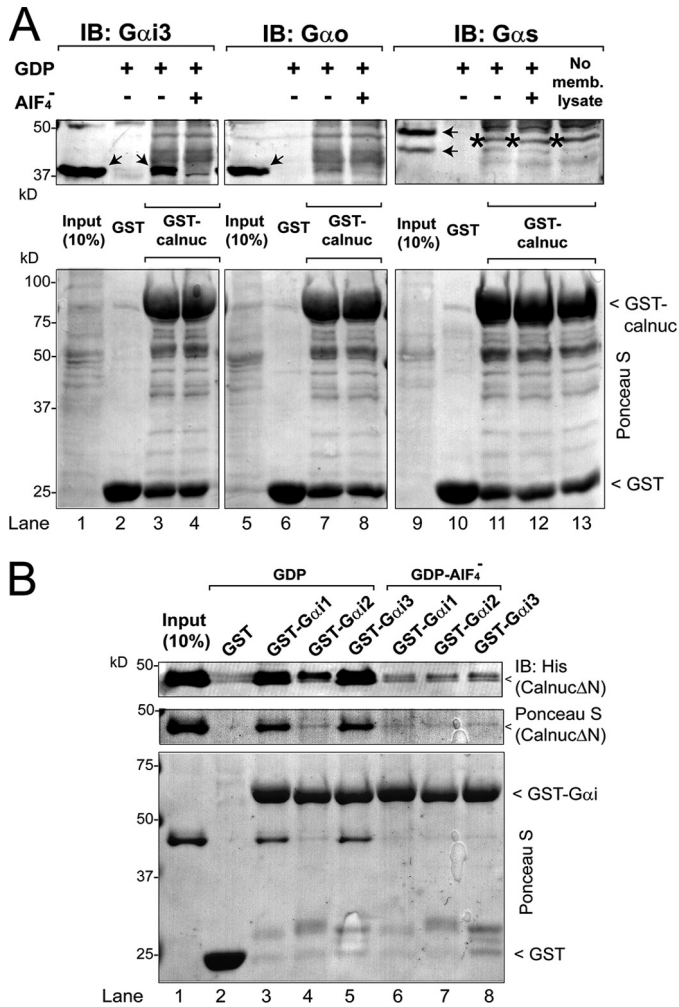 A
IB: Gαi3 IB: Gαo IB: Gαs
GDP + + + + + + + + + No memb. lysate
AlF₄⁻ - - + - - + - - +
50
37
kD
* * *
Input (10%) GST GST-calnuc Input (10%) GST GST-calnuc Input (10%) GST GST-calnuc
kD
100
75
50
37
25
< GST-calnuc
Ponceau S
< GST
Lane 1 2 3 4 5 6 7 8 9 10 11 12 13
B
GDP GDP-AlF₄⁻
Input (10%) GST GST-Gαi1 GST-Gαi2 GST-Gαi3 GST-Gαi1 GST-Gαi2 GST-Gαi3
kD 50
IB: His
< (CalnucΔN)
50
Ponceau S
< (CalnucΔN)
75
50
37
25
< GST-Gαi
Ponceau S
< GST
Lane 1 2 3 4 5 6 7 8